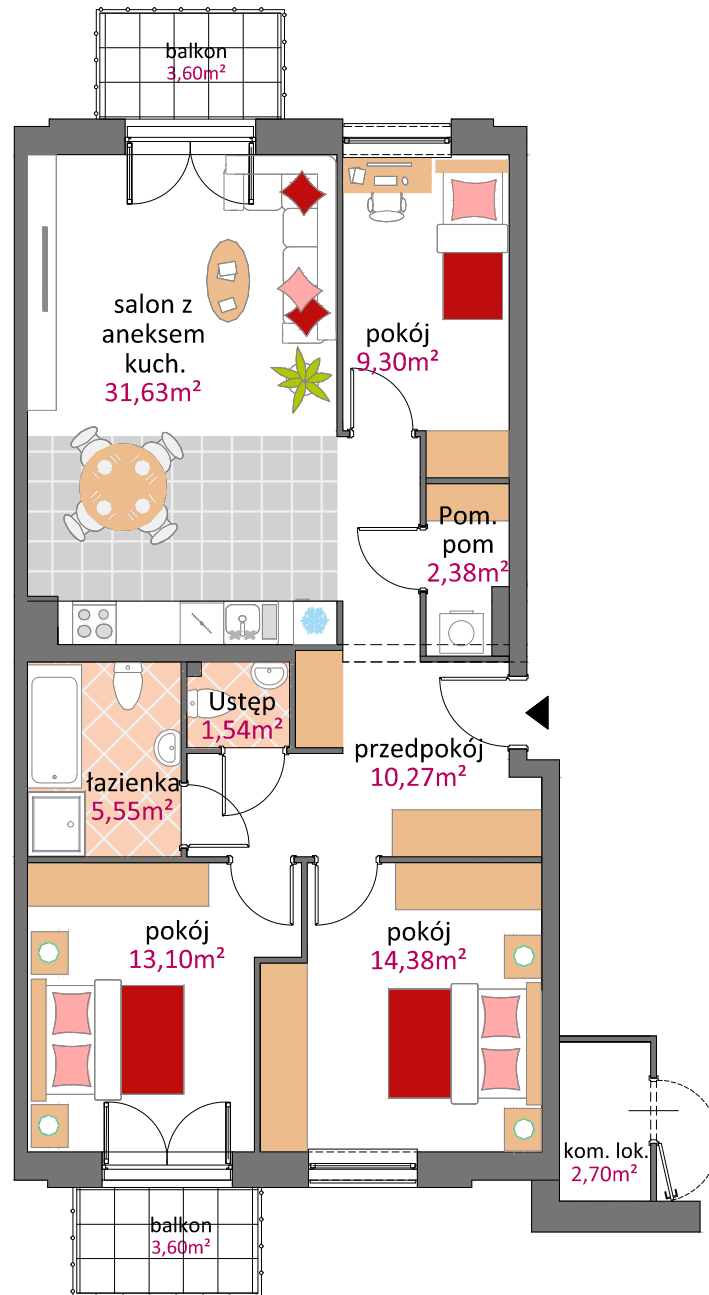 balkon
3,60m²
salon z
aneksem
kuch.
31,63m²
pokój
9,30m²
Pom.
pom
2,38m²
Ustęp
1,54m²
łazienka
5,55m²
przedpokój
10,27m²
pokój
13,10m²
pokój
14,38m²
kom. lok.
2,70m²
balkon
3,60m²